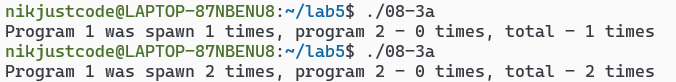 nikjustcode@LAPTOP-87NBENU8:~/lab5$ ./08-3a
Program 1 was spawn 1 times, program 2 - 0 times, total - 1 times
nikjustcode@LAPTOP-87NBENU8:~/lab5$ ./08-3a
Program 1 was spawn 2 times, program 2 - 0 times, total - 2 times